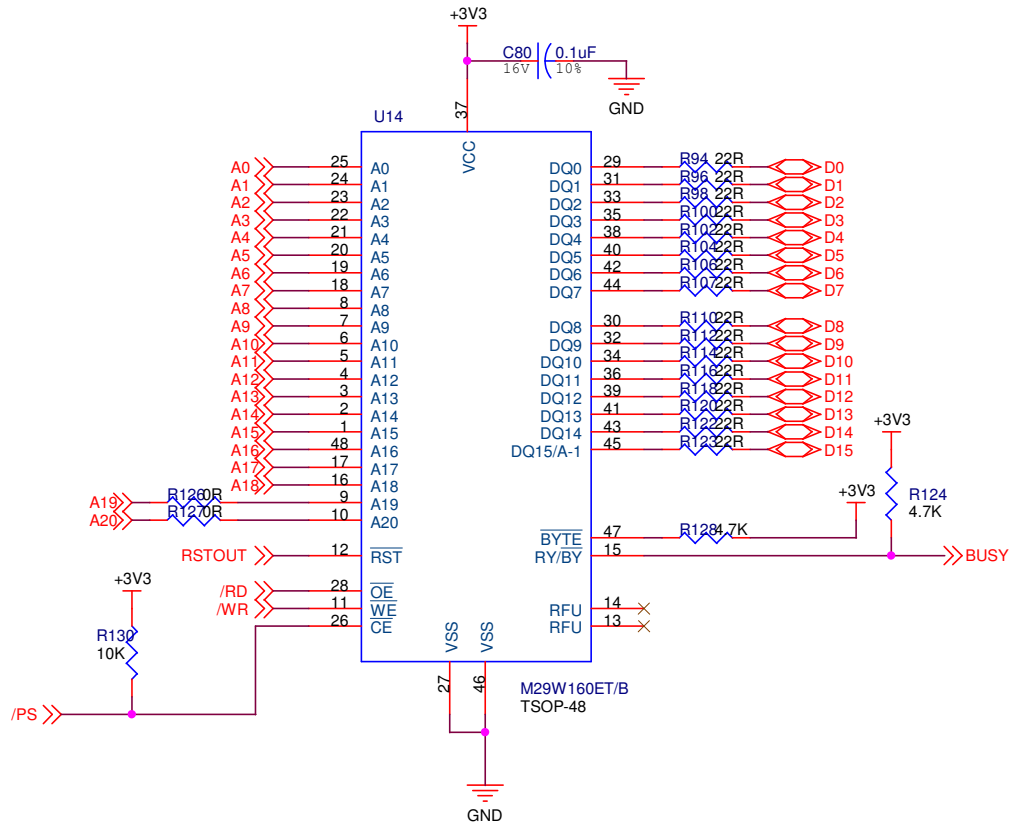 +3V3
C80 0.1uF
16V 10%
GND
U14
37
VCC
A0 25 A0 DQ0 29 R94 22R D0
A1 24 A1 DQ1 31 R96 22R D1
A2 23 A2 DQ2 33 R98 22R D2
A3 22 A3 DQ3 35 R100 22R D3
A4 21 A4 DQ4 38 R102 22R D4
A5 20 A5 DQ5 40 R104 22R D5
A6 19 A6 DQ6 42 R106 22R D6
A7 18 A7 DQ7 44 R107 22R D7
A8 8 A8
A9 7 A9 DQ8 30 R110 22R D8
A10 6 A10 DQ9 32 R112 22R D9
A11 5 A11 DQ10 34 R114 22R D10
A12 4 A12 DQ11 36 R116 22R D11
A13 3 A13 DQ12 39 R118 22R D12
A14 2 A14 DQ13 41 R120 22R D13
A15 1 A15 DQ14 43 R122 22R D14
A16 48 A16 DQ15/A-1 45 R123 22R D15
A17 17 A17
A18 16 A18
A19 R126 0R 9 A19
A20 R127 0R 10 A20
+3V3
R124
4.7K
+3V3
BYTE 47 R128 4.7K
RSTOUT 12 RST RY/BY 15 BUSY
/RD 28 OE
/WR 11 WE RFU 14
26 CE RFU 13
+3V3
R130
10K
/PS
VSS VSS
27 46
M29W160ET/B
TSOP-48
GND